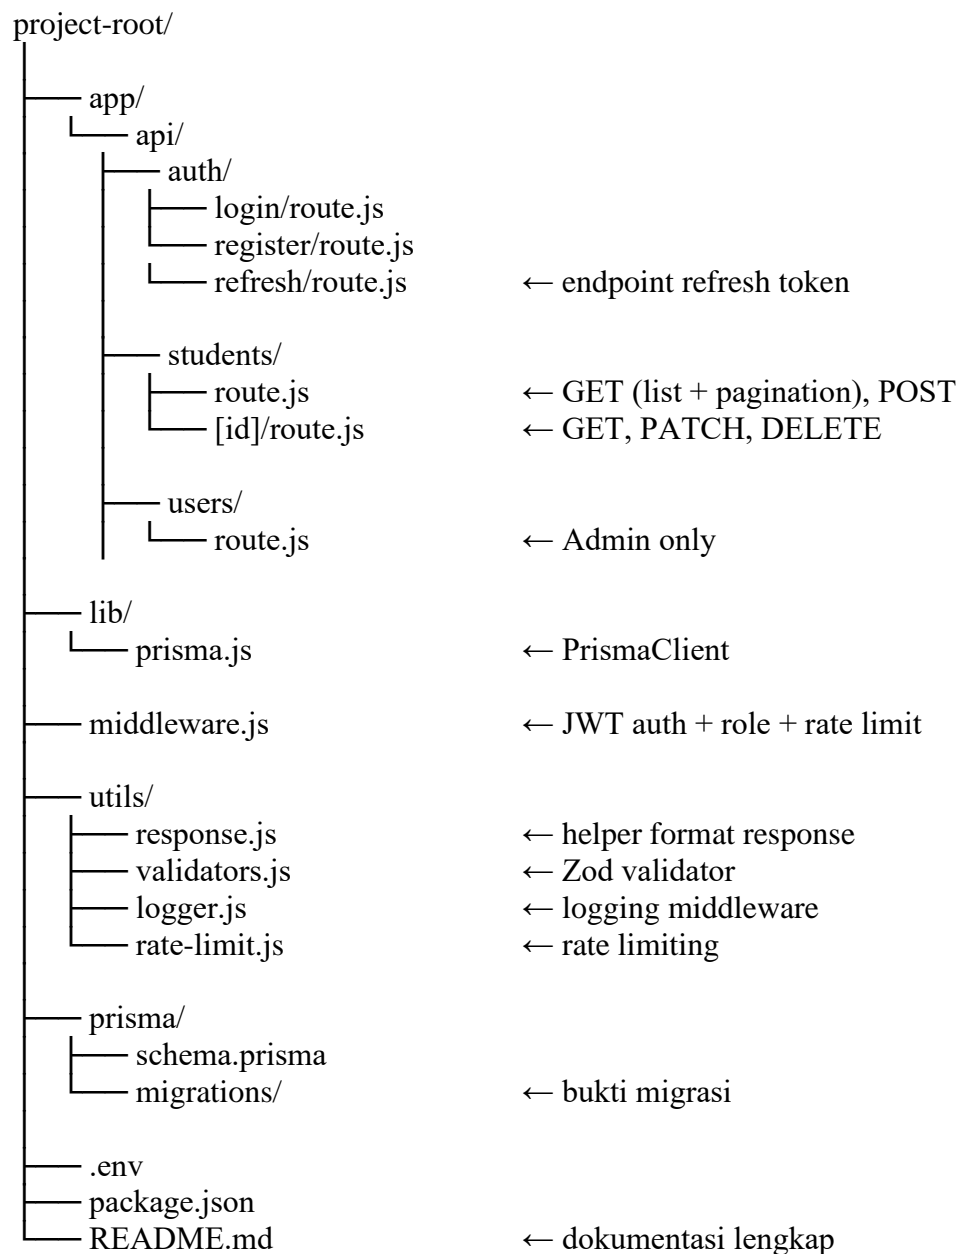 project-root/
app/
api/
auth/
login/route.js
register/route.js
refresh/route.js ← endpoint refresh token
students/
route.js ← GET (list + pagination), POST
[id]/route.js ← GET, PATCH, DELETE
users/
route.js ← Admin only
lib/
prisma.js ← PrismaClient
middleware.js ← JWT auth + role + rate limit
utils/
response.js ← helper format response
validators.js ← Zod validator
logger.js ← logging middleware
rate-limit.js ← rate limiting
prisma/
schema.prisma
migrations/ ← bukti migrasi
.env
package.json
README.md ← dokumentasi lengkap